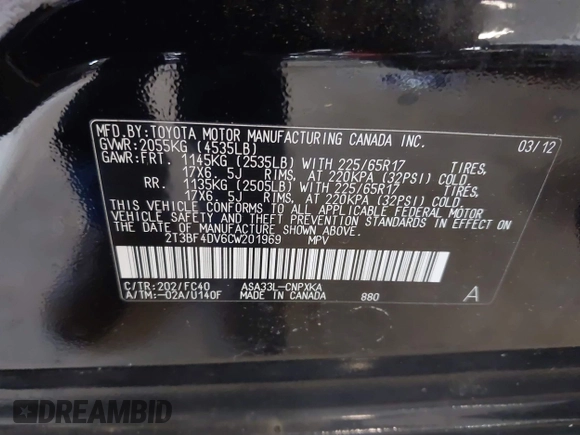 MFD.BY:TOYOTA MOTOR MANUFACTURING CANADA INC. 03/12
GVWR:2055KG (4535LB)
GAWR:FRT. 1145KG (2535LB) WITH 225/65R17 TIRES,
17X6.5J RIMS, AT 220KPA (32PSI) COLD
RR. 1135KG (2505LB) WITH 225/65R17 TIRES,
17X6.5J RIMS, AT 220KPA (32PSI) COLD
THIS VEHICLE CONFORMS TO ALL APPLICABLE FEDERAL MOTOR
VEHICLE SAFETY AND THEFT PREVENTION STANDARDS IN EFFECT ON
THE DATE OF MANUFACTURE SHOWN ABOVE.
2T3BF4DV6CW201969 MPV
C/TR:202/FC40 ASA33L-CNPXKA
A/TM:-02A/U140F MADE IN CANADA 880 A
DREAMBID